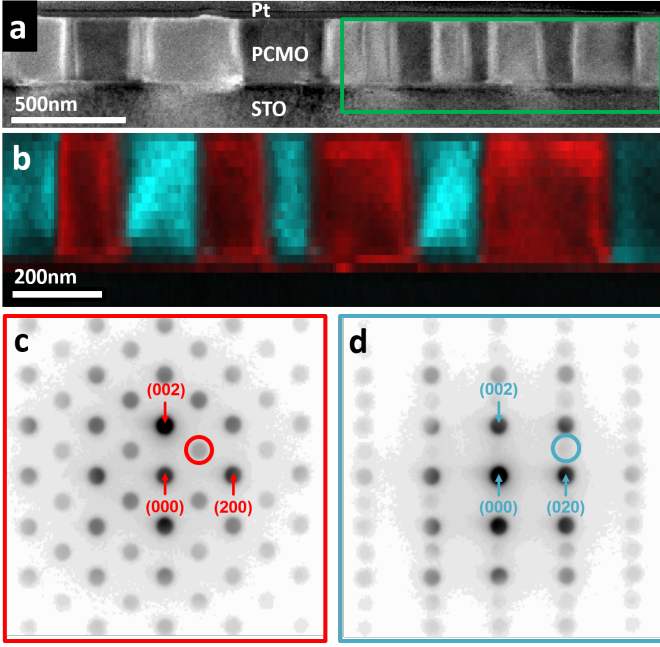 Pt
a
PCMO
500nm
STO
b
200nm
c
(002)
(000)
(200)
d
(002)
(000)
(020)